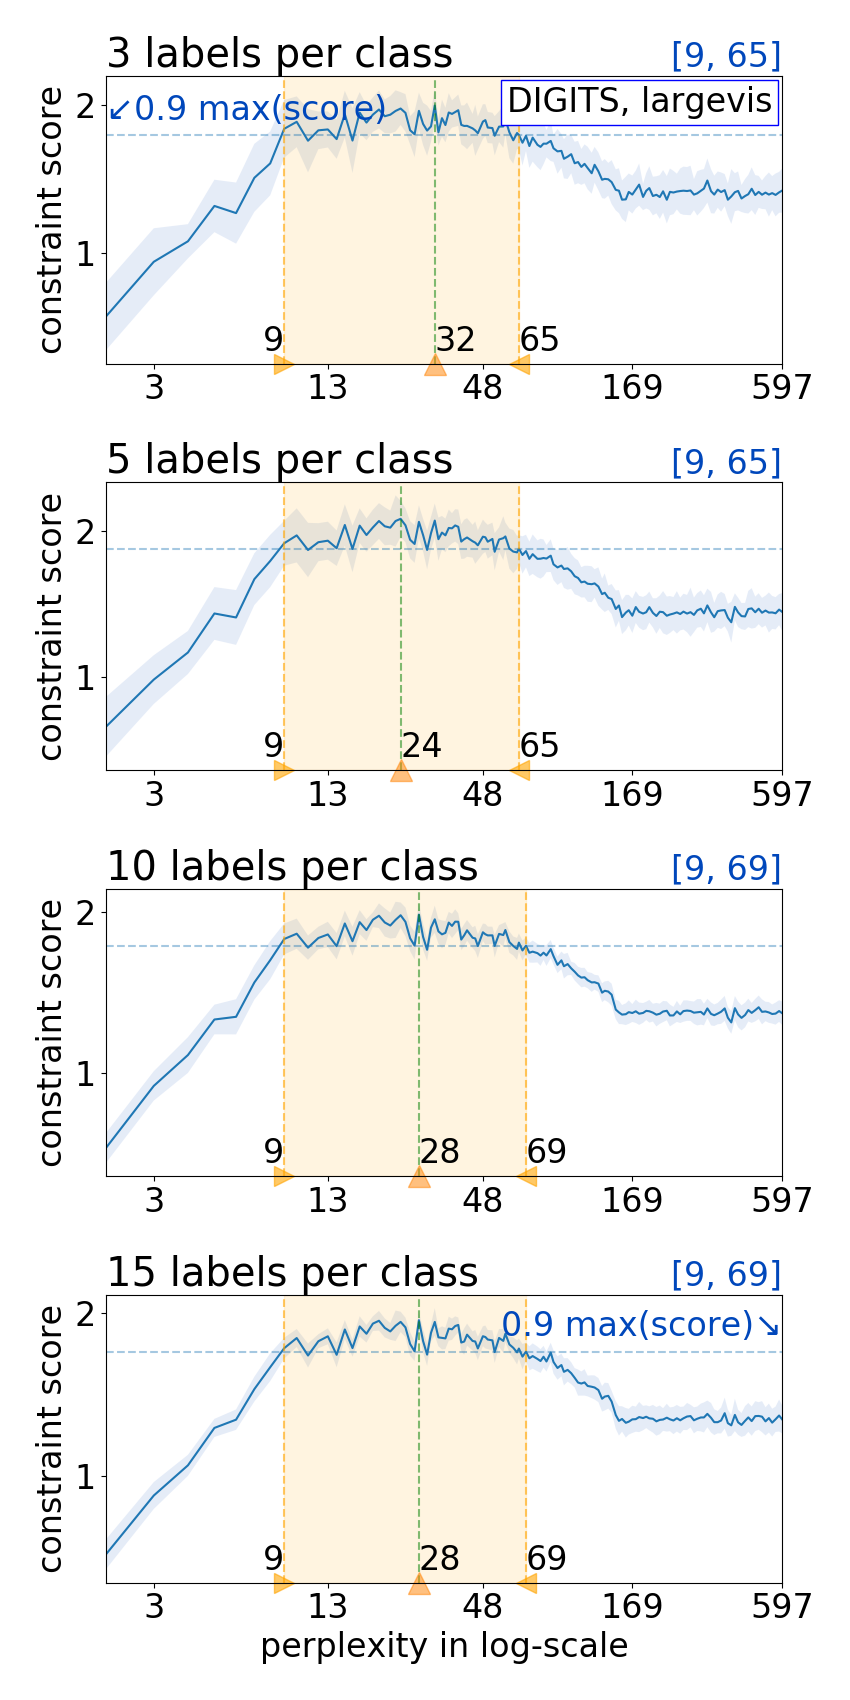 3 labels per class [9, 65]
↙0.9 max(score)
DIGITS, largevis
constraint score
2
1
9 32 65
3 13 48 169 597
5 labels per class [9, 65]
constraint score
2
1
9 24 65
3 13 48 169 597
10 labels per class [9, 69]
constraint score
2
1
9 28 69
3 13 48 169 597
15 labels per class [9, 69]
0.9 max(score)↘
constraint score
2
1
9 28 69
3 13 48 169 597
perplexity in log-scale